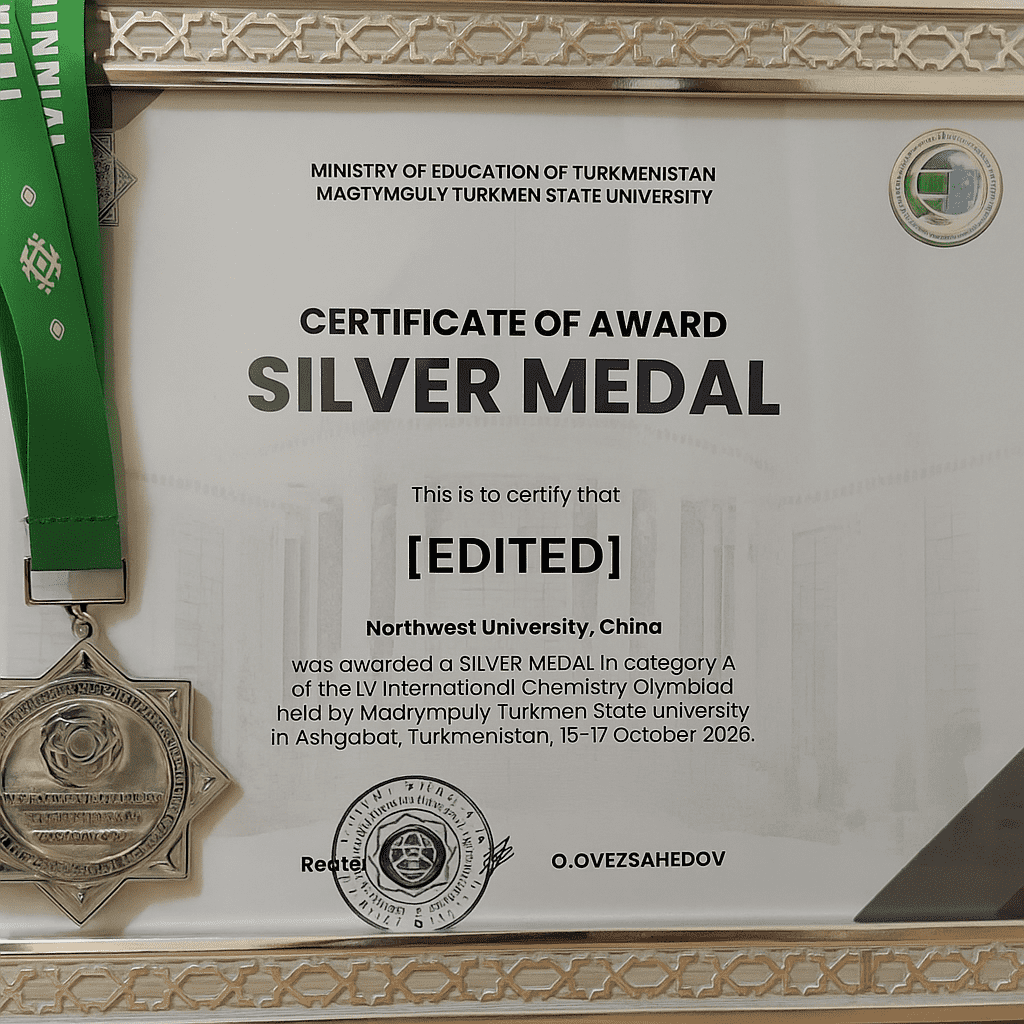 MINISTRY OF EDUCATION OF TURKMENISTAN
MAGTYMGULY TURKMEN STATE UNIVERSITY
CERTIFICATE OF AWARD
SILVER MEDAL
This is to certify that
[EDITED]
Northwest University, China
was awarded a SILVER MEDAL In category A
of the LV Internationdl Chemistry Olymbiad
held by Madrympuly Turkmen State university
in Ashgabat, Turkmenistan, 15-17 October 2026.
Reatel
O.OVEZSAHEDOV